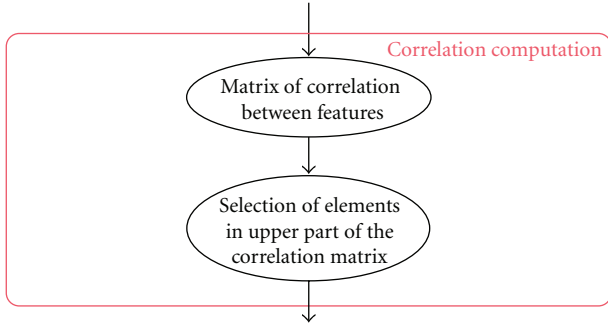 Correlation computation
Matrix of correlation
between features
Selection of elements
in upper part of the
correlation matrix